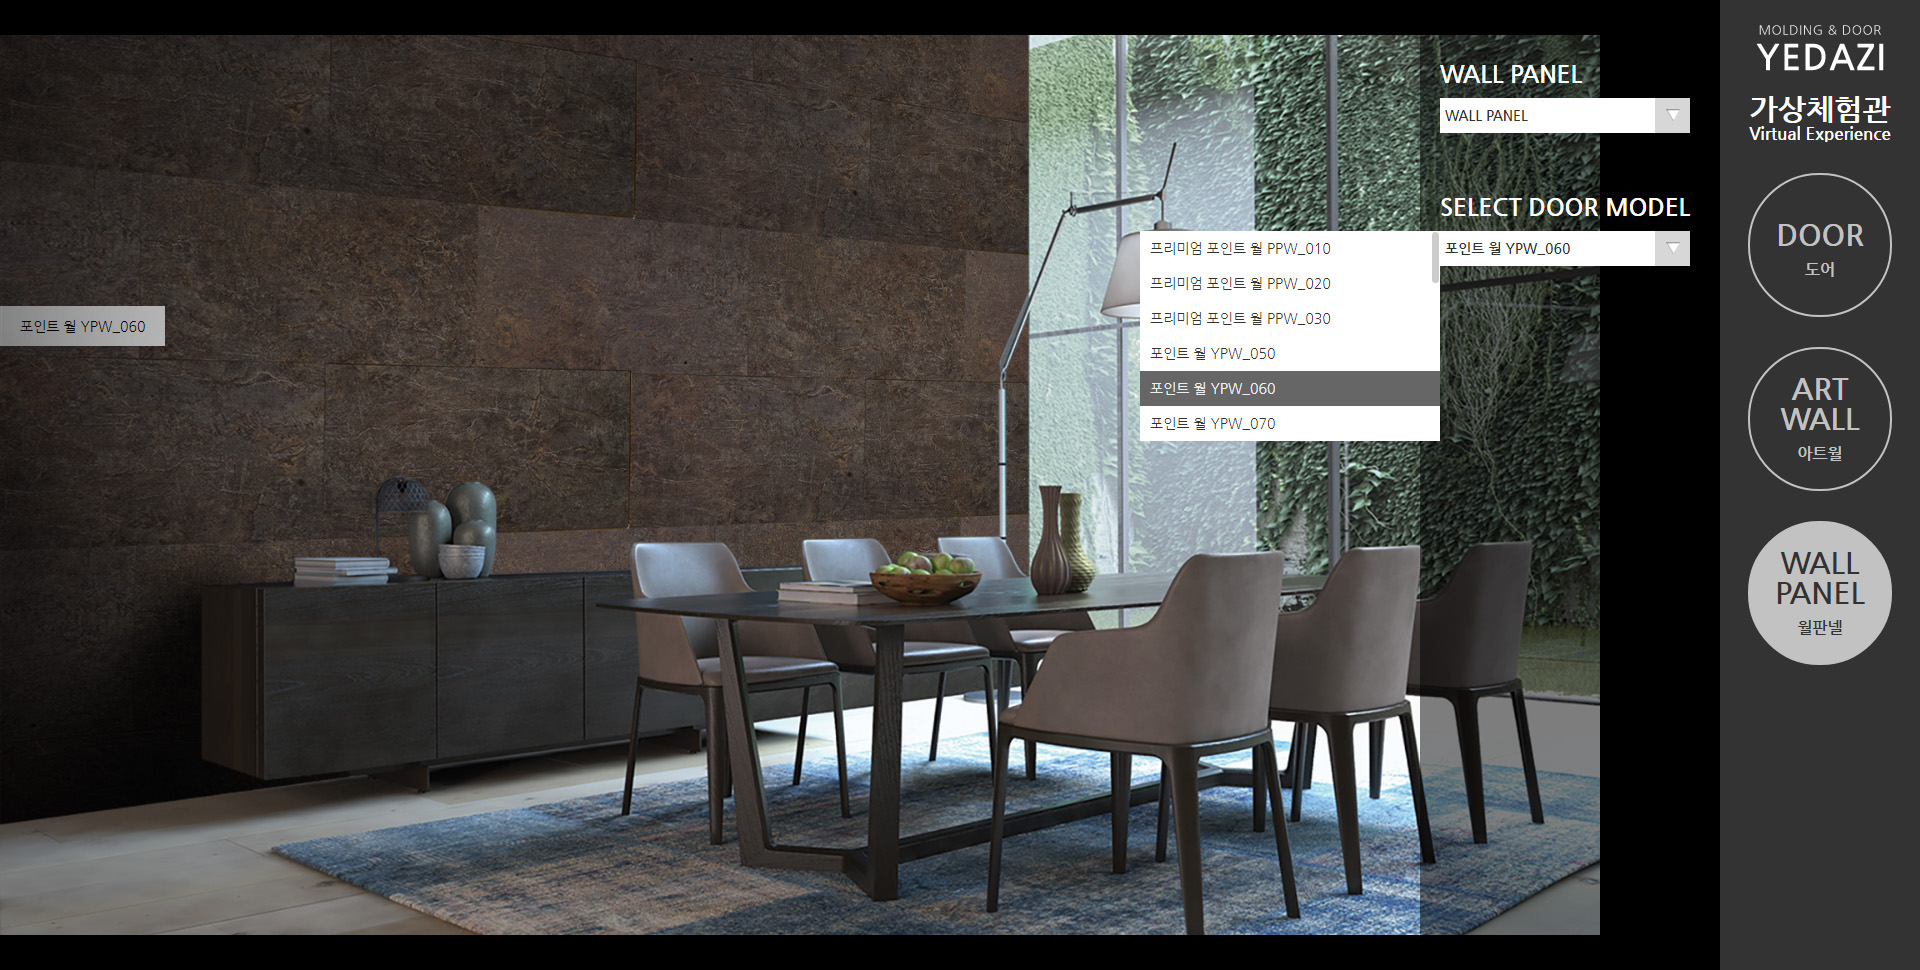 MOLDING & DOOR
YEDAZI
가상체험관
Virtual Experience
DOOR
도어
ART
WALL
아트월
WALL
PANEL
월판넬
WALL PANEL
WALL PANEL
SELECT DOOR MODEL
포인트 월 YPW_060
프리미엄 포인트 월 PPW_010
프리미엄 포인트 월 PPW_020
프리미엄 포인트 월 PPW_030
포인트 월 YPW_050
포인트 월 YPW_060
포인트 월 YPW_070
포인트 월 YPW_060